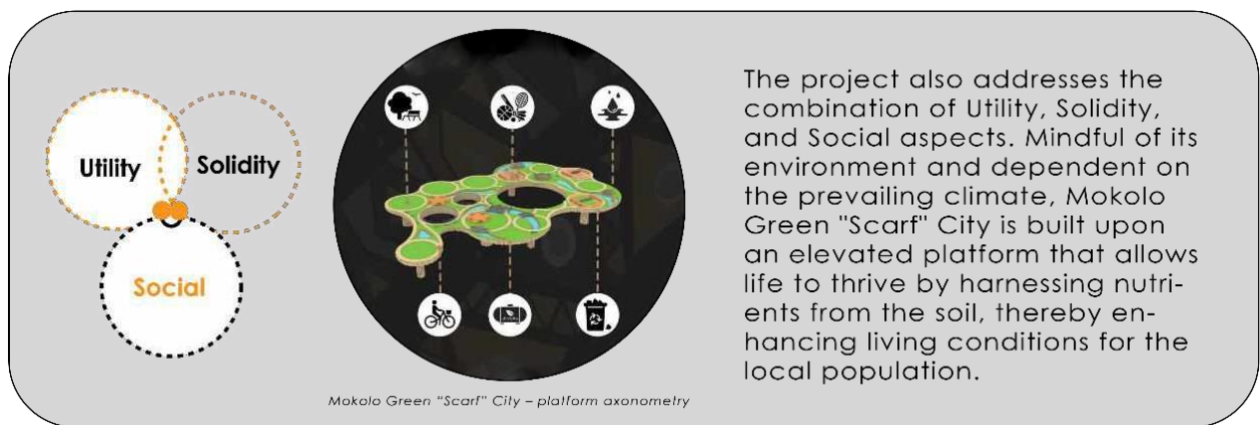 Utility
Solidity
Social
Mokolo Green “Scarf” City – platform axonometry
The project also addresses the
combination of Utility, Solidity,
and Social aspects. Mindful of its
environment and dependent on
the prevailing climate, Mokolo
Green "Scarf" City is built upon
an elevated platform that allows
life to thrive by harnessing nutri-
ents from the soil, thereby en-
hancing living conditions for the
local population.